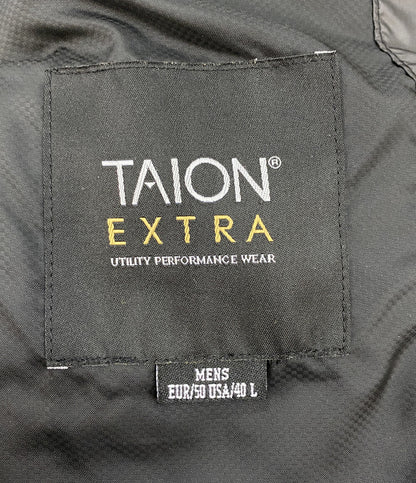 TAION®
EXTRA
UTILITY PERFORMANCE WEAR
MENS
EUR/50 USA/40 L